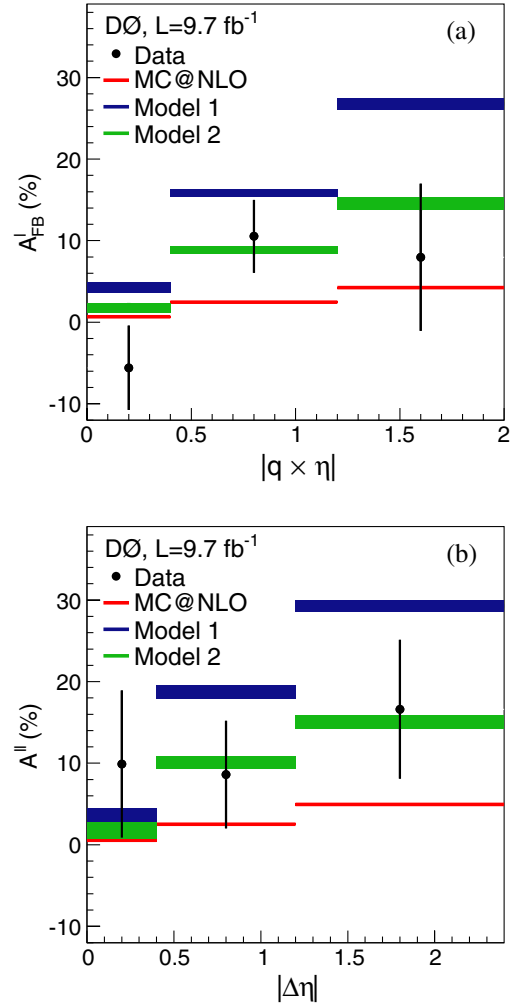 DØ, L=9.7 fb-1
(a)
Data
MC@NLO
Model 1
Model 2
30
20
10
0
-10
AlFB (%)
0 0.5 1 1.5 2
|q × η|
DØ, L=9.7 fb-1
(b)
Data
MC@NLO
Model 1
Model 2
30
20
10
0
-10
All (%)
0 0.5 1 1.5 2
|Δη|